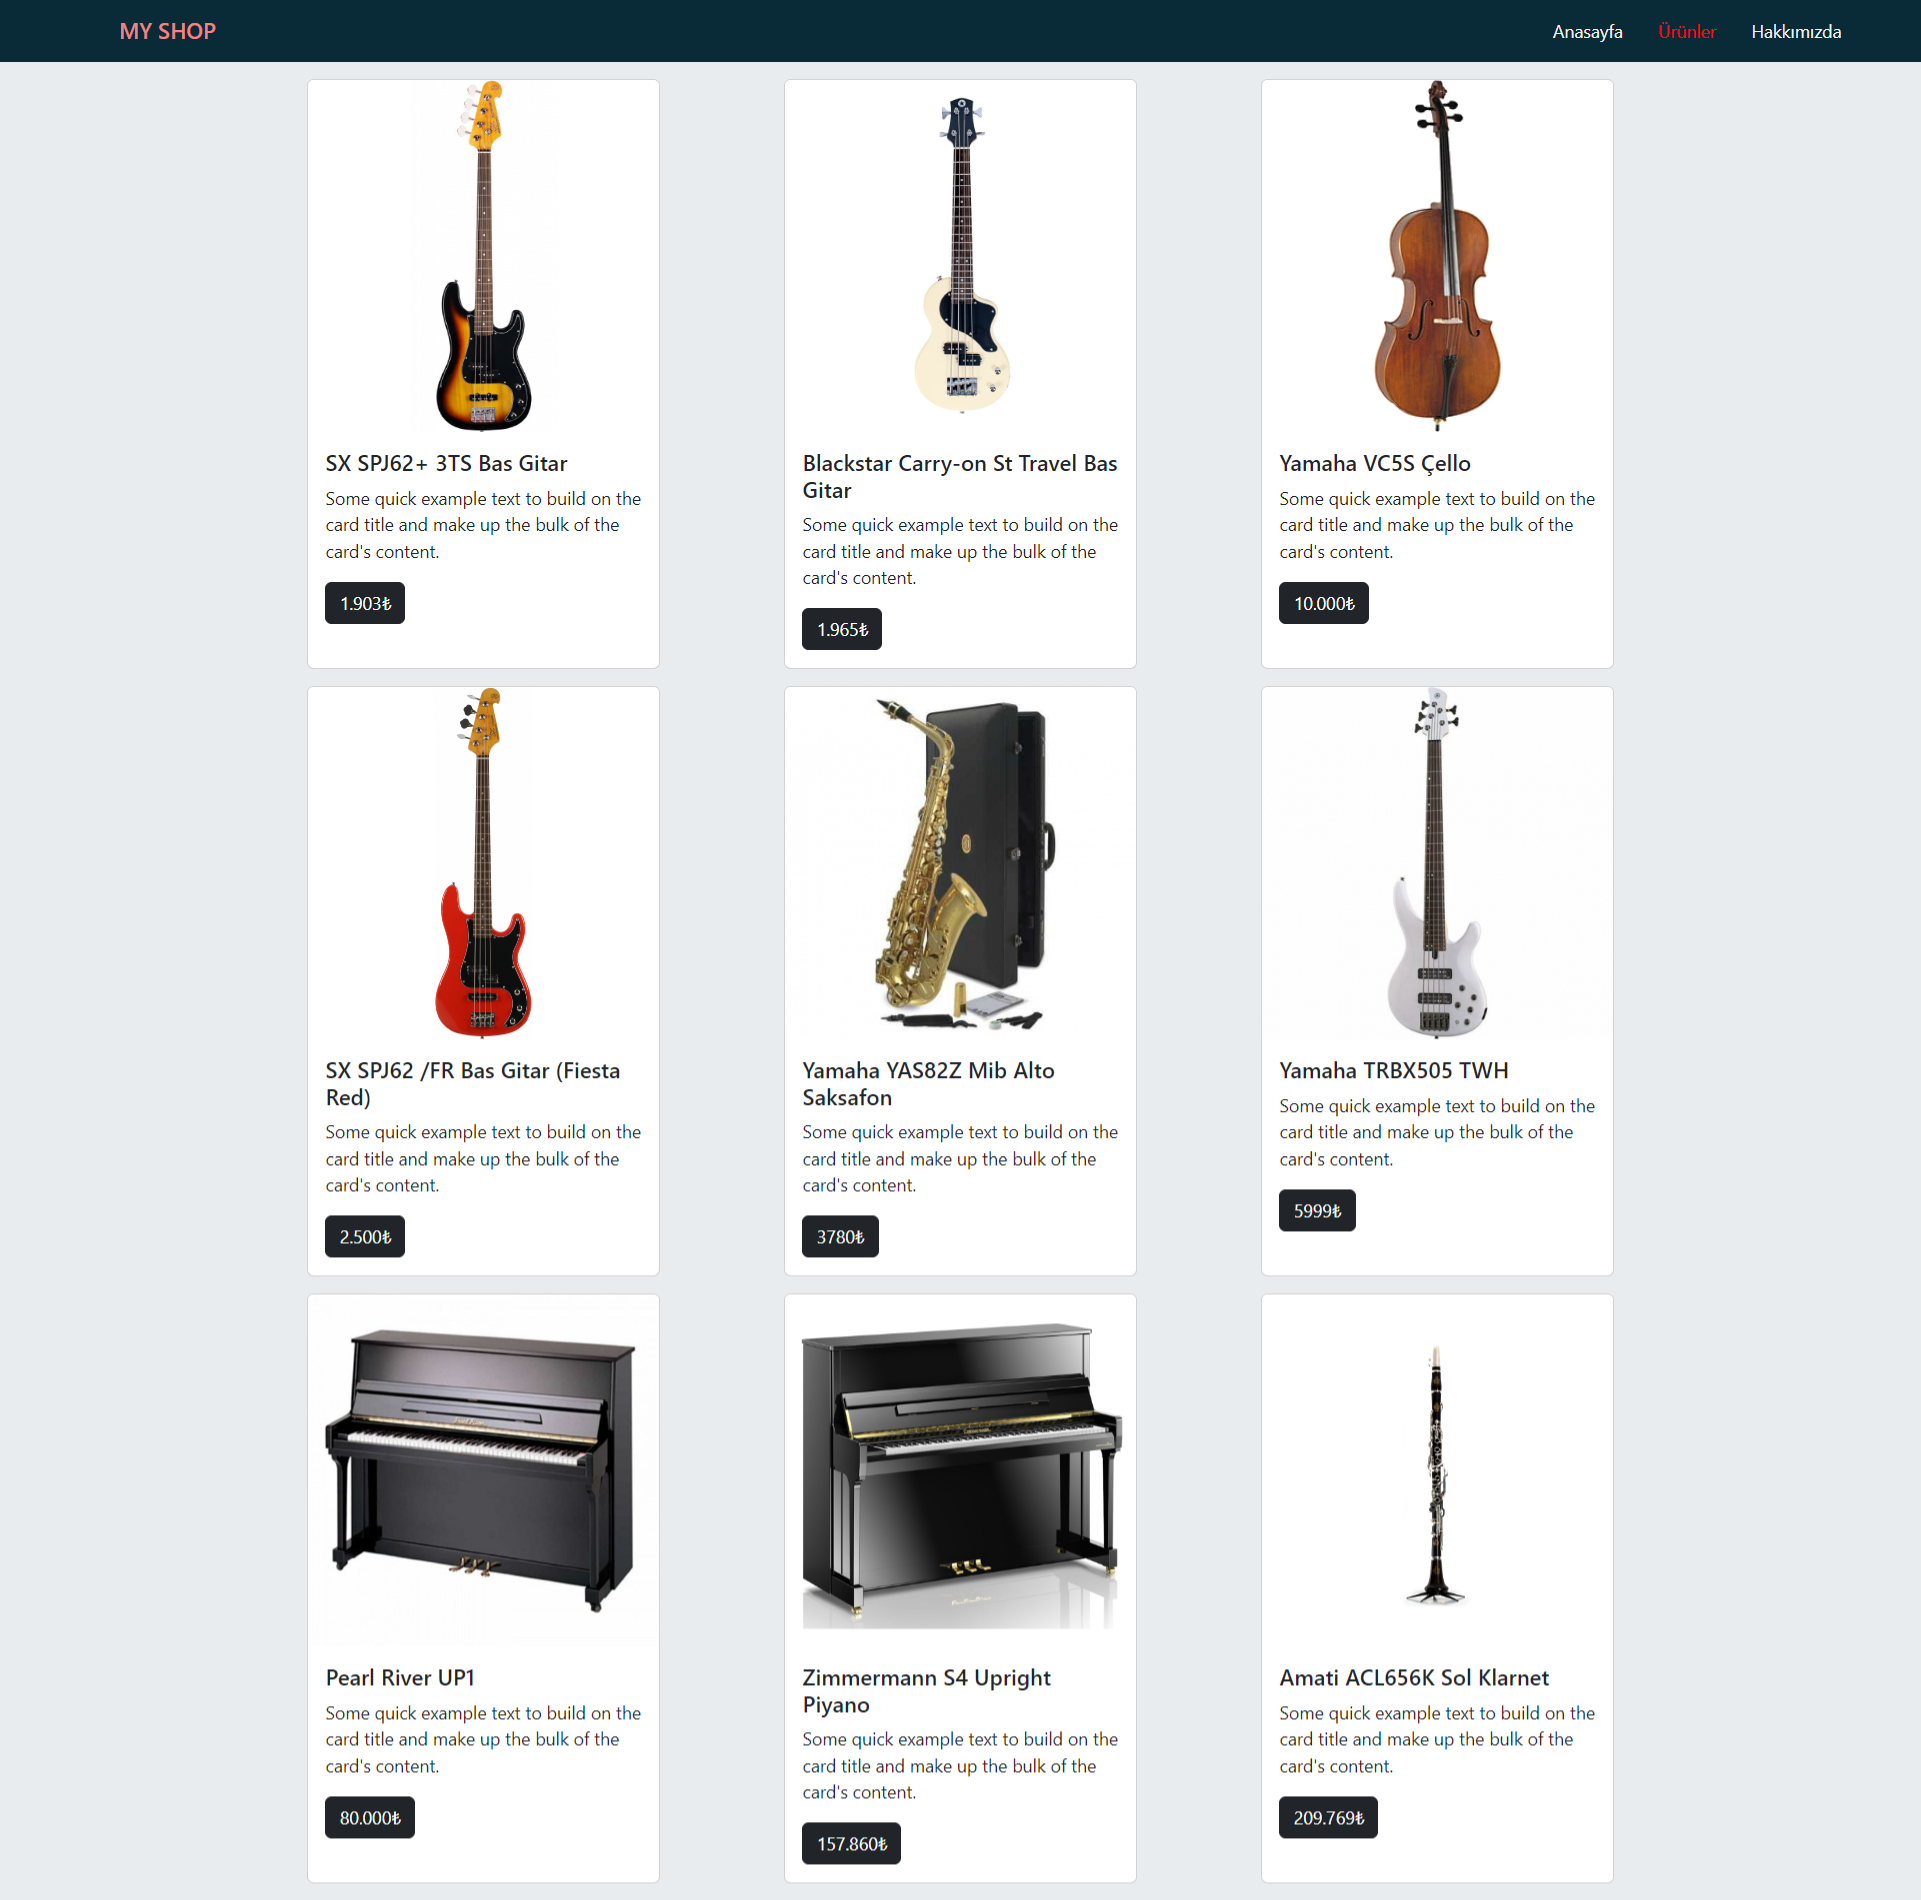 MY SHOP
Anasayfa
Ürünler
Hakkımızda
SX SPJ62+ 3TS Bas Gitar
Some quick example text to build on the
card title and make up the bulk of the
card's content.
1.903₺
Blackstar Carry-on St Travel Bas
Gitar
Some quick example text to build on the
card title and make up the bulk of the
card's content.
1.965₺
Yamaha VC5S Çello
Some quick example text to build on the
card title and make up the bulk of the
card's content.
10.000₺
SX SPJ62 /FR Bas Gitar (Fiesta
Red)
Some quick example text to build on the
card title and make up the bulk of the
card's content.
2.500₺
Yamaha YAS82Z Mib Alto
Saksafon
Some quick example text to build on the
card title and make up the bulk of the
card's content.
3780₺
Yamaha TRBX505 TWH
Some quick example text to build on the
card title and make up the bulk of the
card's content.
5999₺
Pearl River UP1
Some quick example text to build on the
card title and make up the bulk of the
card's content.
80.000₺
Zimmermann S4 Upright
Piyano
Some quick example text to build on the
card title and make up the bulk of the
card's content.
157.860₺
Amati ACL656K Sol Klarnet
Some quick example text to build on the
card title and make up the bulk of the
card's content.
209.769₺